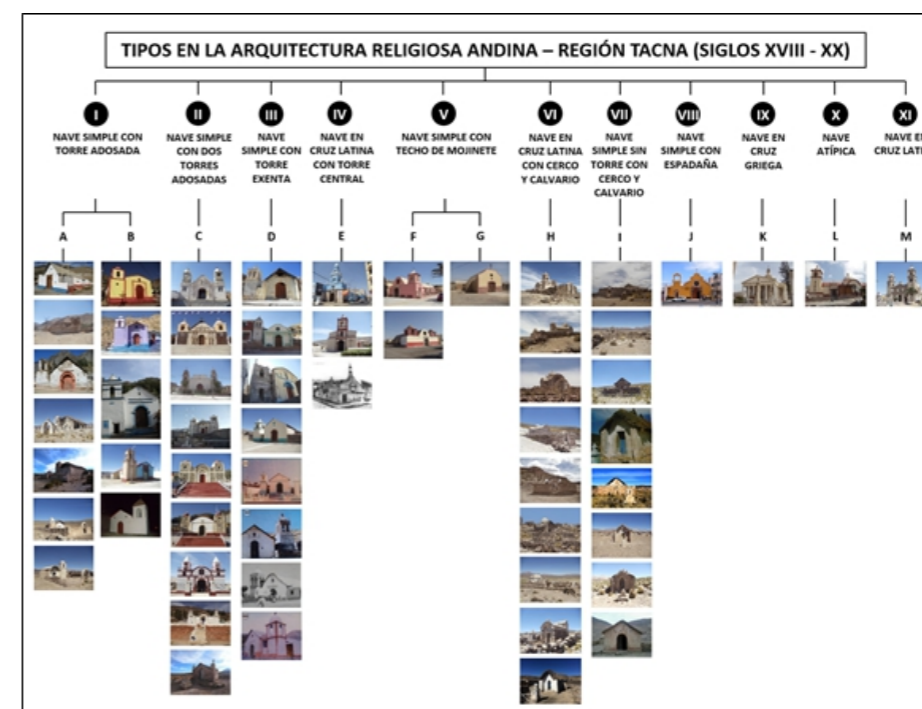 TIPOS EN LA ARQUITECTURA RELIGIOSA ANDINA – REGIÓN TACNA (SIGLOS XVIII - XX)
I
NAVE SIMPLE CON
TORRE ADOSADA
II
NAVE SIMPLE
CON DOS
TORRES
ADOSADAS
III
NAVE
SIMPLE CON
TORRE
EXENTA
IV
NAVE EN
CRUZ LATINA
CON TORRE
CENTRAL
V
NAVE SIMPLE CON
TECHO DE MOJINETE
VI
NAVE EN
CRUZ LATINA
CON CERCO
Y CALVARIO
VII
NAVE
SIMPLE SIN
TORRE CON
CERCO Y
CALVARIO
VIII
NAVE
SIMPLE CON
ESPADAÑA
IX
NAVE EN
CRUZ
GRIEGA
X
NAVE
ATÍPICA
XI
NAVE E
CRUZ LATI
A
B
C
D
E
F
G
H
I
J
K
L
M